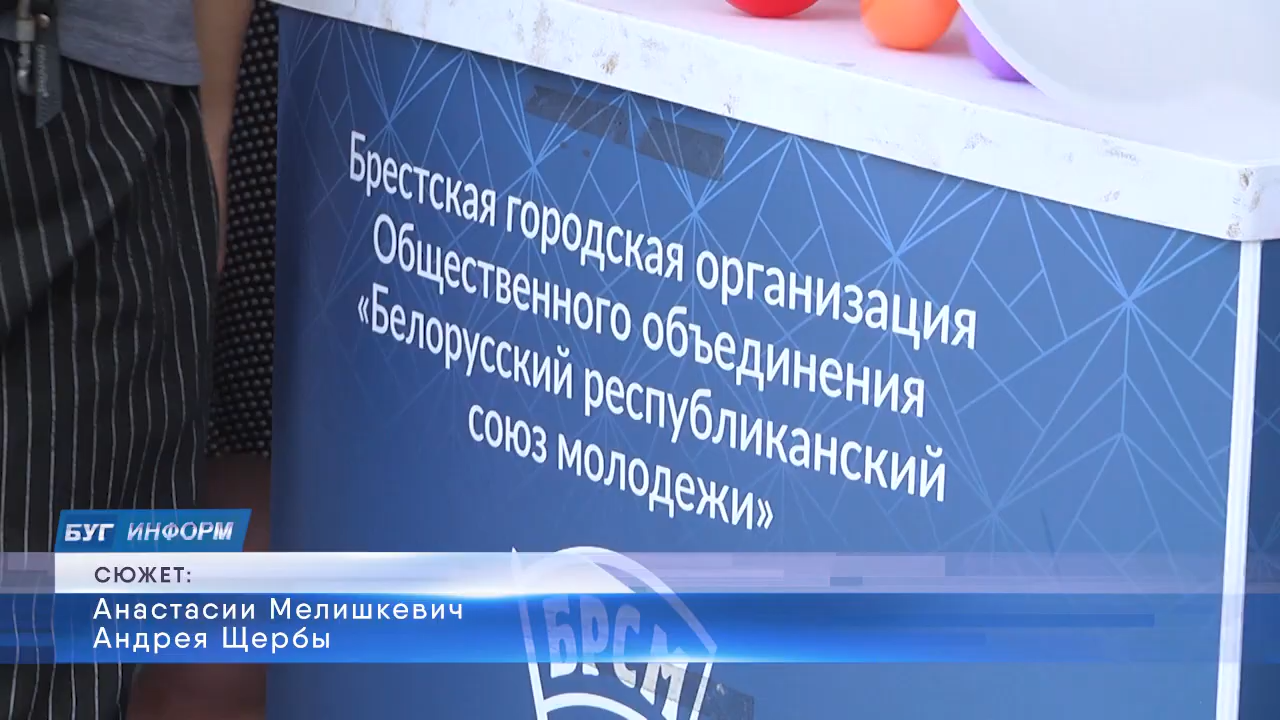 Брестская городская организация
Общественного объединения
«Белорусский республиканский
союз молодежи»
БРСМ
БУГ ИНФОРМ
СЮЖЕТ:
Анастасии Мелишкевич
Андрея Щербы